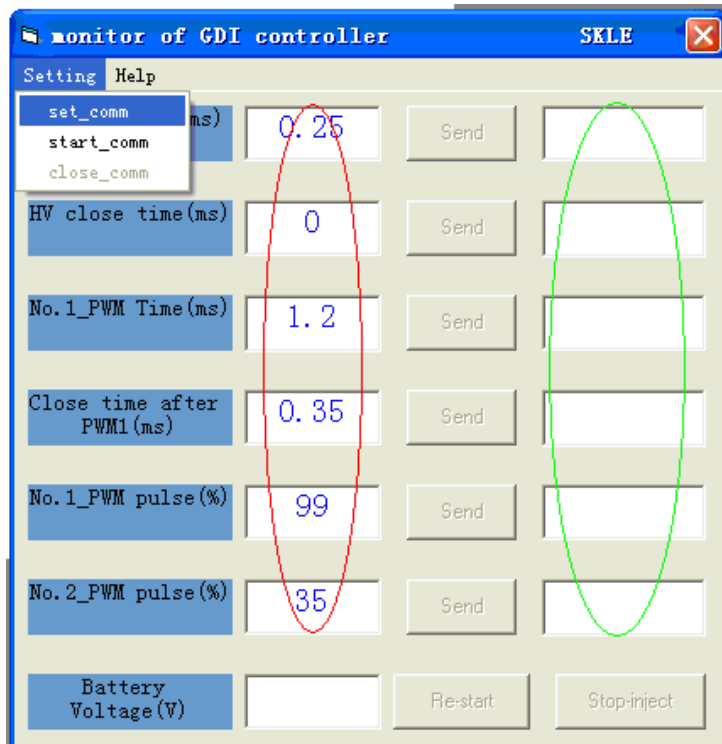 monitor of GDI controller SKLE
Setting Help
set_comm
start_comm
close_comm
ms) 0.25 Send
HV close time(ms) 0 Send
No.1_PWM Time(ms) 1.2 Send
Close time after
PWM1(ms) 0.35 Send
No.1_PWM pulse(%) 99 Send
No.2_PWM pulse(%) 35 Send
Battery
Voltage(V) Re-start Stop-inject